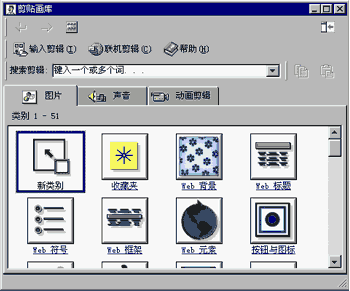 剪贴画库
输入剪辑(I) 联机剪辑(C) 帮助(H)
搜索剪辑: 键入一个或多个词. . .
图片 声音 动画剪辑
类别 1 - 51
新类别 收藏夹 Web 背景 Web 标题
Web 符号 Web 框架 Web 元素 按钮与图标